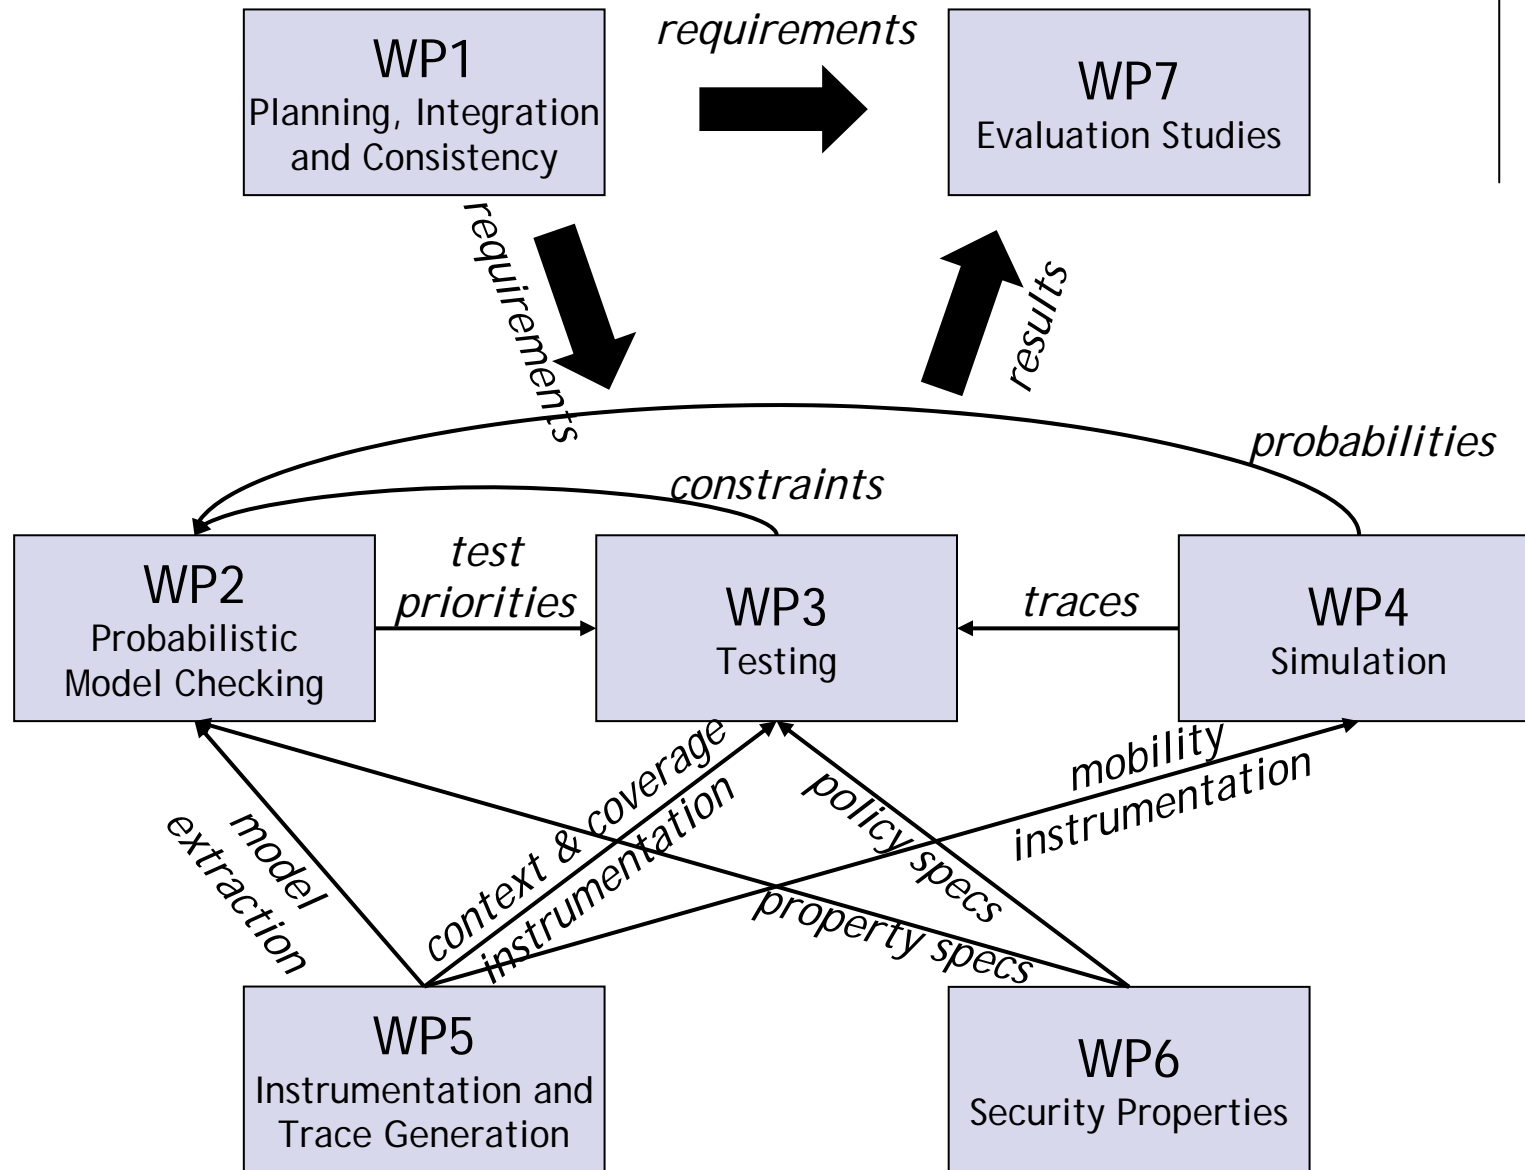 requirements
WP1
Planning, Integration
and Consistency
WP7
Evaluation Studies
requirements
results
probabilities
constraints
test
priorities
WP2
Probabilistic
Model Checking
WP3
Testing
traces
WP4
Simulation
model
extraction
context & coverage
instrumentation
policy specs
property specs
mobility
instrumentation
WP5
Instrumentation and
Trace Generation
WP6
Security Properties